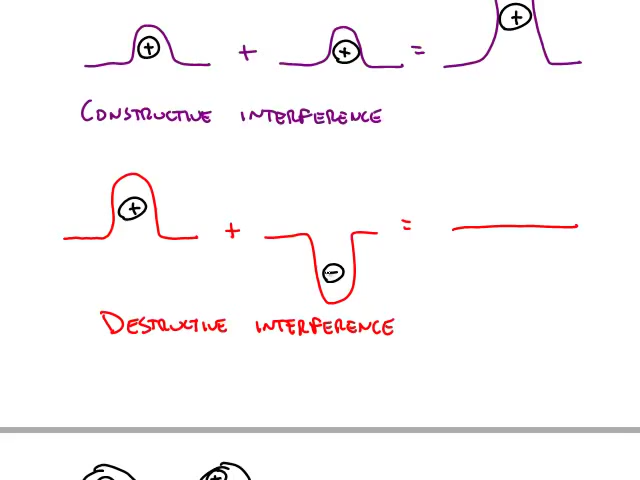 + + + = +
CONSTRUCTIVE INTERFERENCE
+ + − =
DESTRUCTIVE INTERFERENCE
+